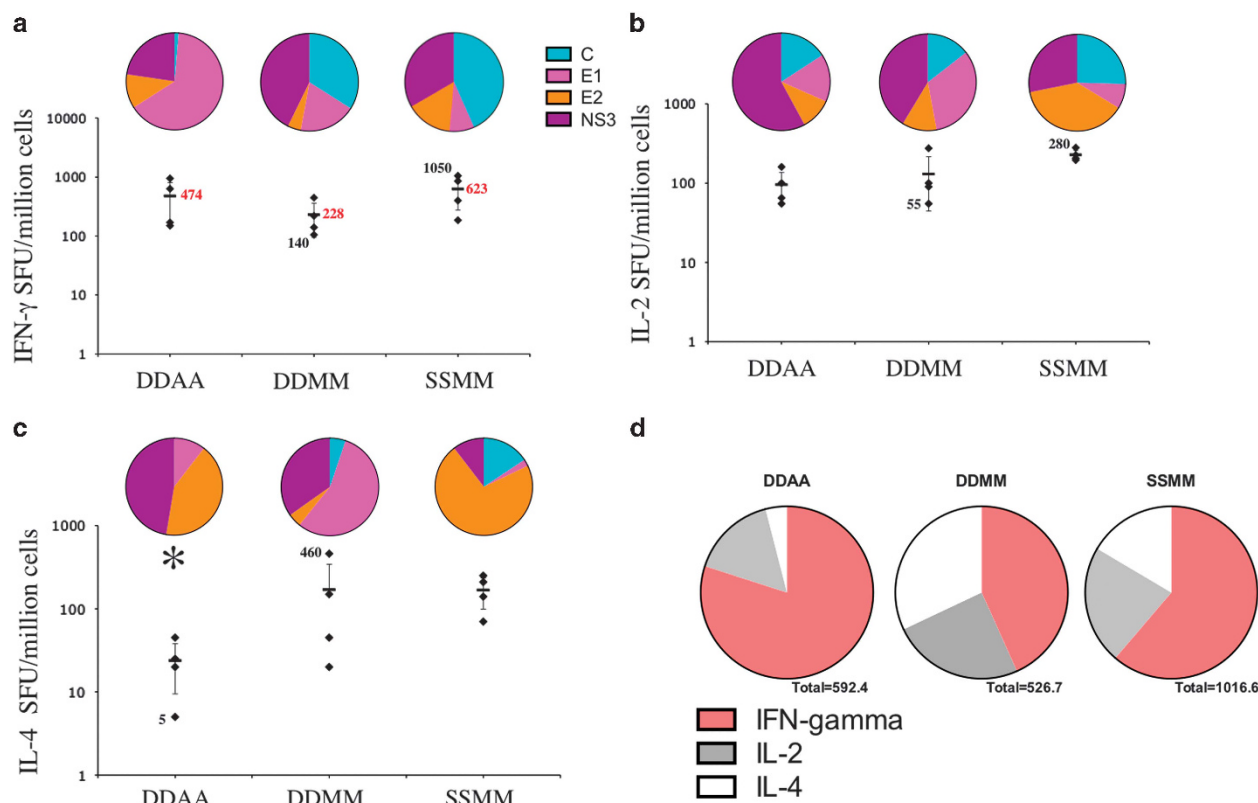 a
C
E1
E2
NS3
IFN-γ SFU/million cells
10000
1000
100
10
1
474
228
140
1050
623
DDAA DDMM SSMM
b
IL-2 SFU/million cells
1000
100
10
1
55
280
DDAA DDMM SSMM
c
IL-4 SFU/million cells
1000
100
10
1
*
5
460
DDAA DDMM SSMM
d
DDAA DDMM SSMM
Total=592.4 Total=526.7 Total=1016.6
IFN-gamma
IL-2
IL-4